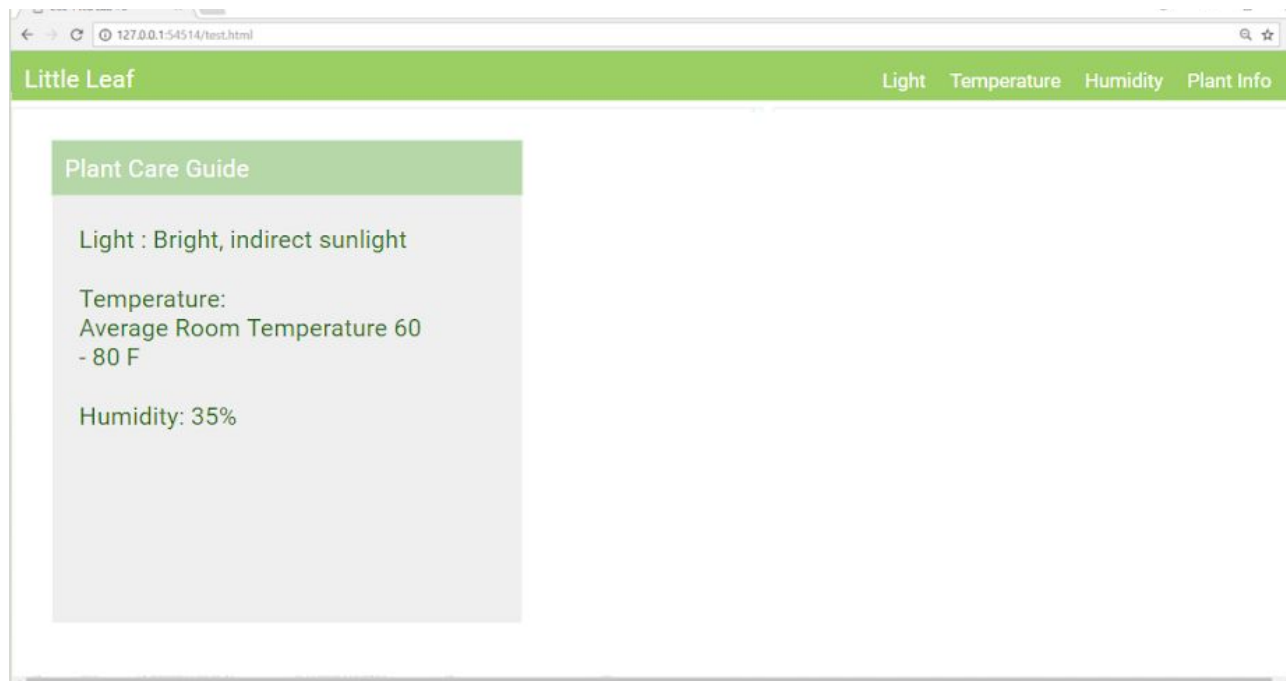 127.0.0.1:54514/test.html
Little Leaf
Light Temperature Humidity Plant Info
Plant Care Guide
Light : Bright, indirect sunlight
Temperature:
Average Room Temperature 60
- 80 F
Humidity: 35%